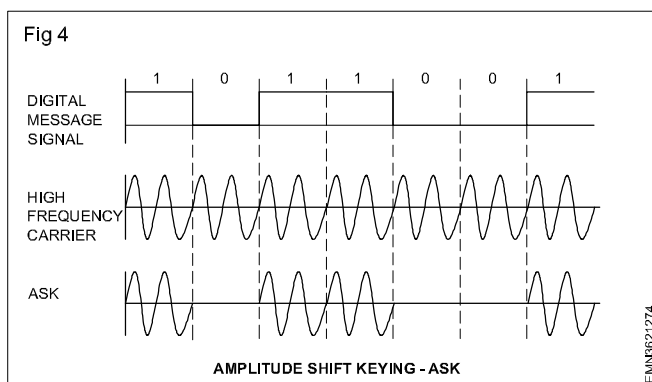 Fig 4
1 0 1 1 0 0 1
DIGITAL
MESSAGE
SIGNAL
HIGH
FREQUENCY
CARRIER
ASK
AMPLITUDE SHIFT KEYING - ASK
EMN3621274